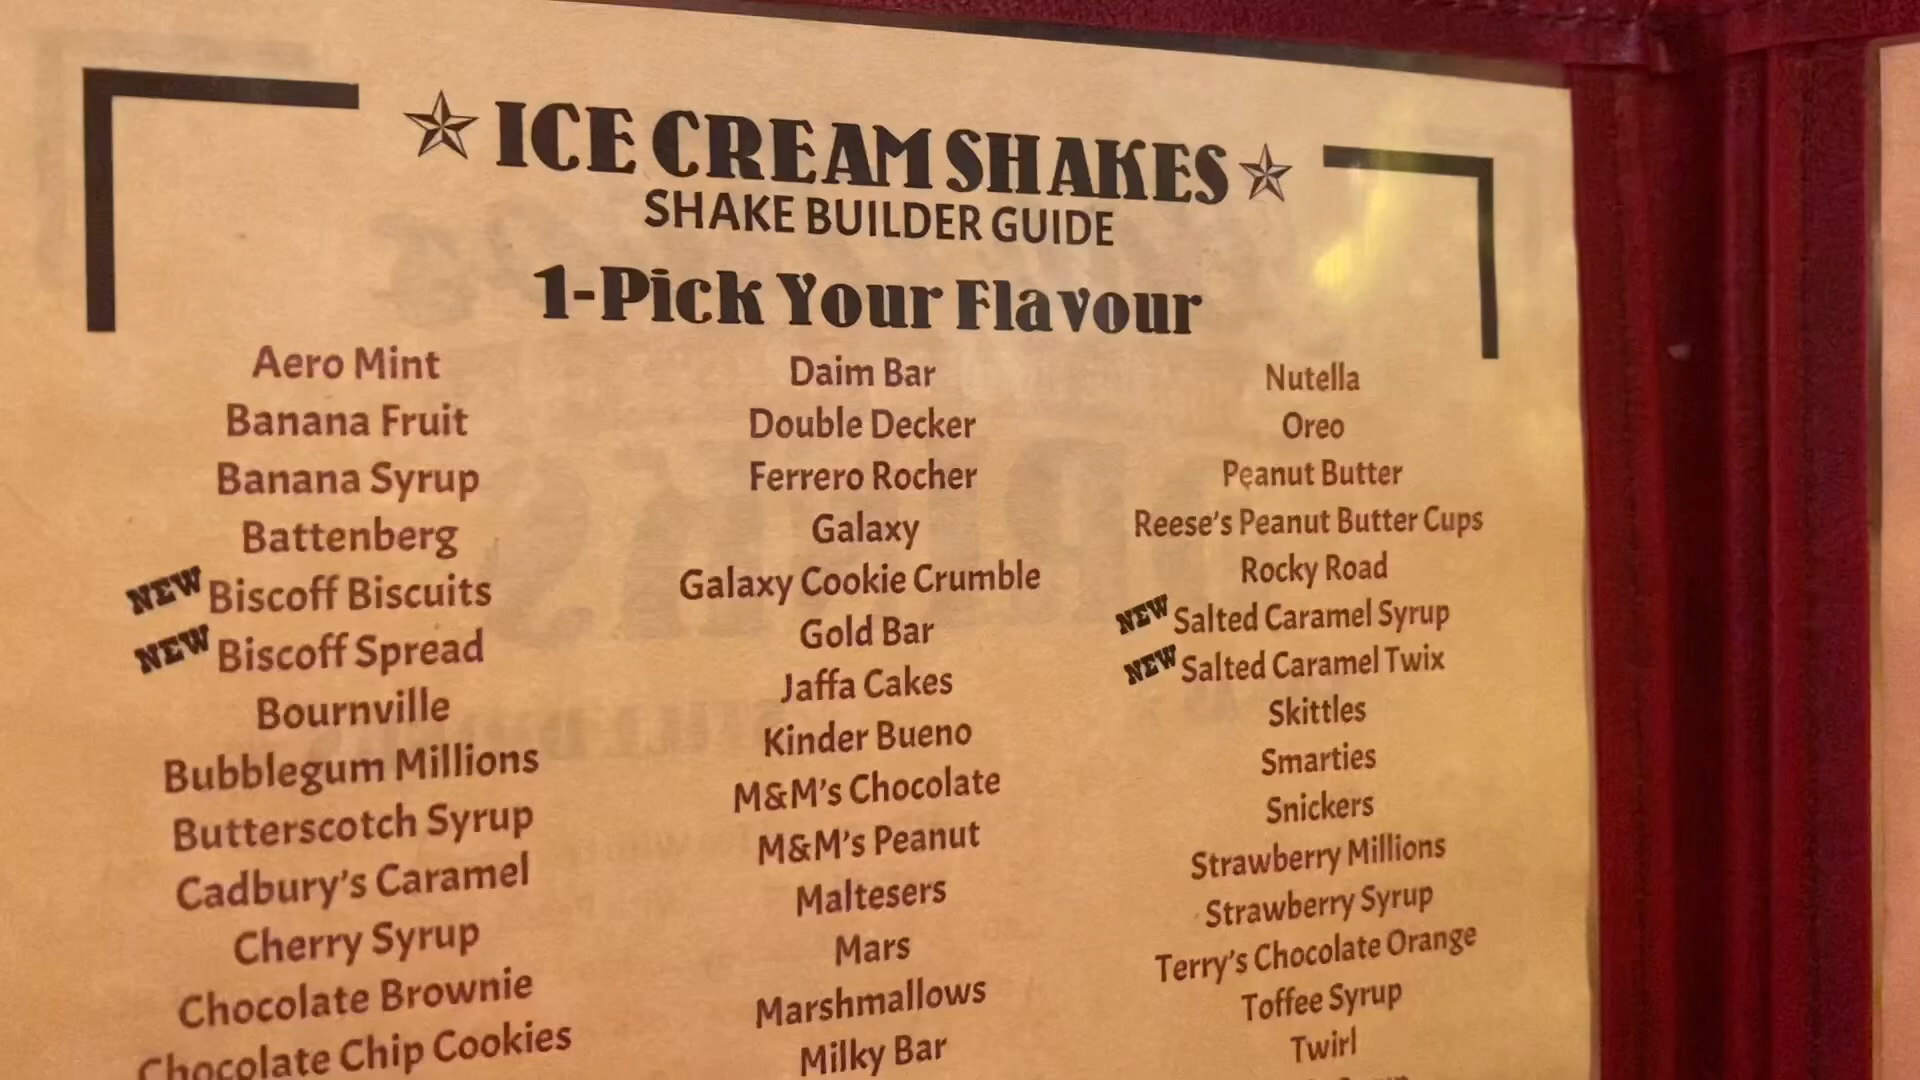 ICE CREAM SHAKES
SHAKE BUILDER GUIDE
1-Pick Your Flavour
Aero Mint
Banana Fruit
Banana Syrup
Battenberg
NEW Biscoff Biscuits
NEW Biscoff Spread
Bournville
Bubblegum Millions
Butterscotch Syrup
Cadbury's Caramel
Cherry Syrup
Chocolate Brownie
Chocolate Chip Cookies
Daim Bar
Double Decker
Ferrero Rocher
Galaxy
Galaxy Cookie Crumble
Gold Bar
Jaffa Cakes
Kinder Bueno
M&M's Chocolate
M&M's Peanut
Maltesers
Mars
Marshmallows
Milky Bar
Nutella
Oreo
Peanut Butter
Reese's Peanut Butter Cups
Rocky Road
NEW Salted Caramel Syrup
NEW Salted Caramel Twix
Skittles
Smarties
Snickers
Strawberry Millions
Strawberry Syrup
Terry's Chocolate Orange
Toffee Syrup
Twirl